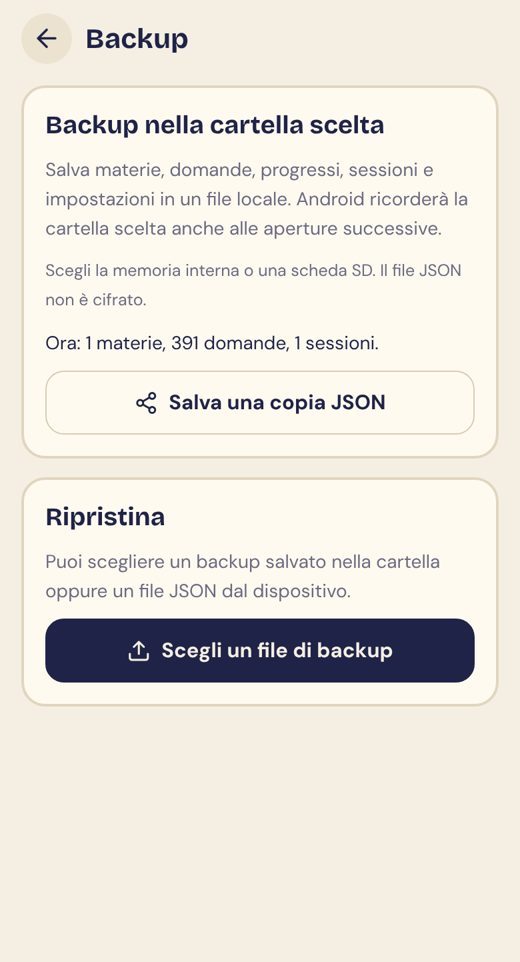 Backup
Backup nella cartella scelta
Salva materie, domande, progressi, sessioni e
impostazioni in un file locale. Android ricorderà la
cartella scelta anche alle aperture successive.
Scegli la memoria interna o una scheda SD. Il file JSON
non è cifrato.
Ora: 1 materie, 391 domande, 1 sessioni.
Salva una copia JSON
Ripristina
Puoi scegliere un backup salvato nella cartella
oppure un file JSON dal dispositivo.
Scegli un file di backup